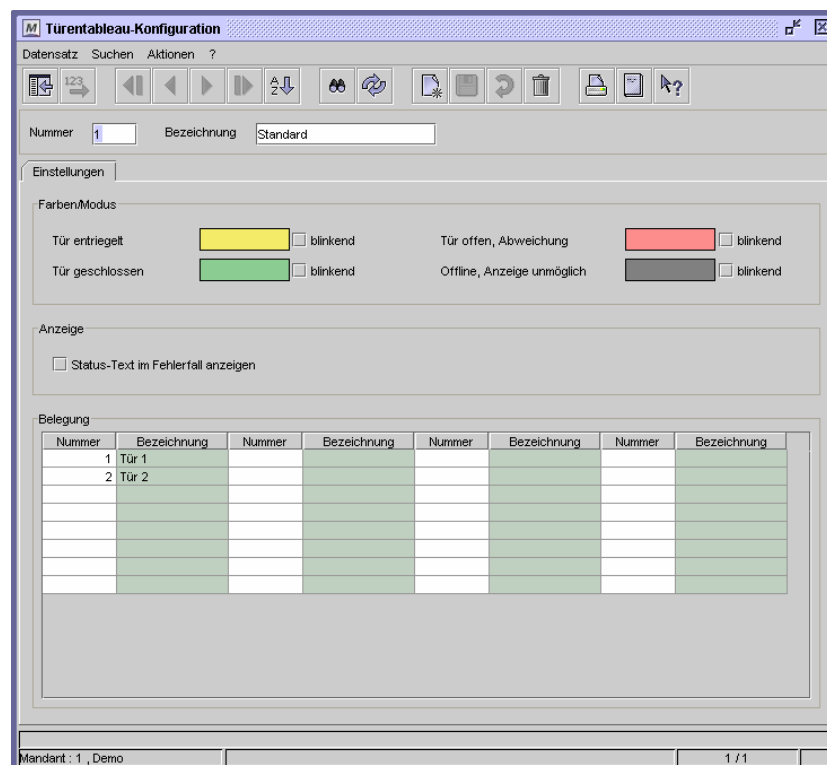 M Türentableau-Konfiguration
Datensatz Suchen Aktionen ?
123 A Z ?
Nummer 1 Bezeichnung Standard
Einstellungen
Farben/Modus
Tür entriegelt blinkend Tür offen, Abweichung blinkend
Tür geschlossen blinkend Offline, Anzeige unmöglich blinkend
Anzeige
Status-Text im Fehlerfall anzeigen
Belegung
Nummer Bezeichnung Nummer Bezeichnung Nummer Bezeichnung Nummer Bezeichnung
1 Tür 1
2 Tür 2
Mandant : 1 , Demo 1 / 1